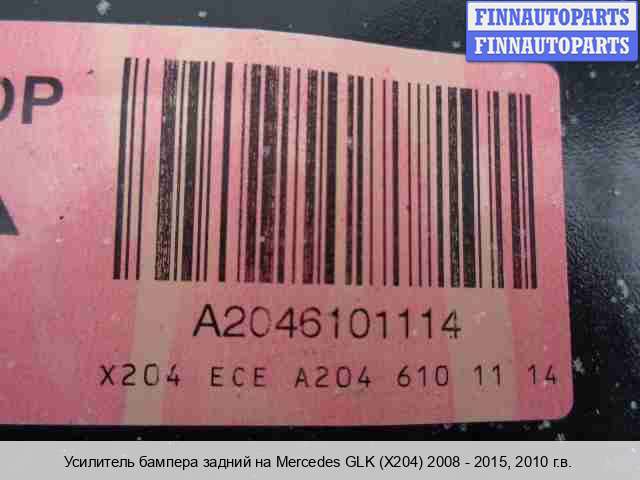 FINNAUTOPARTS
FINNAUTOPARTS
OP
A
A2046101114
X204 ECE A204 610 11 14
Усилитель бампера задний на Mercedes GLK (X204) 2008 - 2015, 2010 г.в.